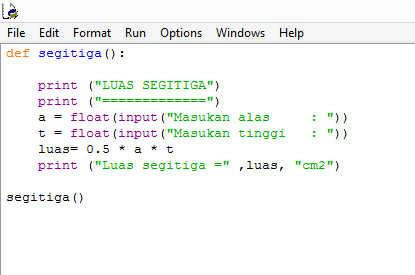 File Edit Format Run Options Windows Help
def segitiga():
    print ("LUAS SEGITIGA")
    print ("=============")
    a = float(input("Masukan alas     : "))
    t = float(input("Masukan tinggi   : "))
    luas= 0.5 * a * t
    print ("Luas segitiga =" ,luas, "cm2")
segitiga()